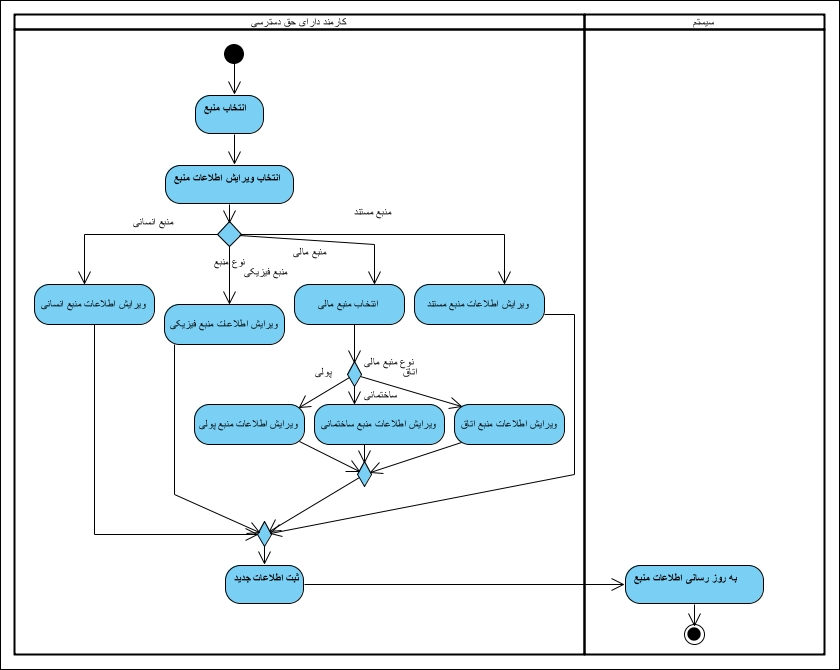 کارمند دارای حق دسترسی
سیستم
انتخاب منبع
انتخاب ویرایش اطلاعات منبع
منبع مستند
منبع انسانی
منبع مالی
نوع منبع
منبع فیزیکی
ویرایش اطلاعات منبع انسانی
ویرایش اطلاعات منبع فیزیکی
انتخاب منبع مالی
ویرایش اطلاعات منبع مستند
نوع منبع مالی
اتاق
پولی
ساختمانی
ویرایش اطلاعات منبع پولی
ویرایش اطلاعات منبع ساختمانی
ویرایش اطلاعات منبع اتاق
ثبت اطلاعات جدید
به روز رسانی اطلاعات منبع